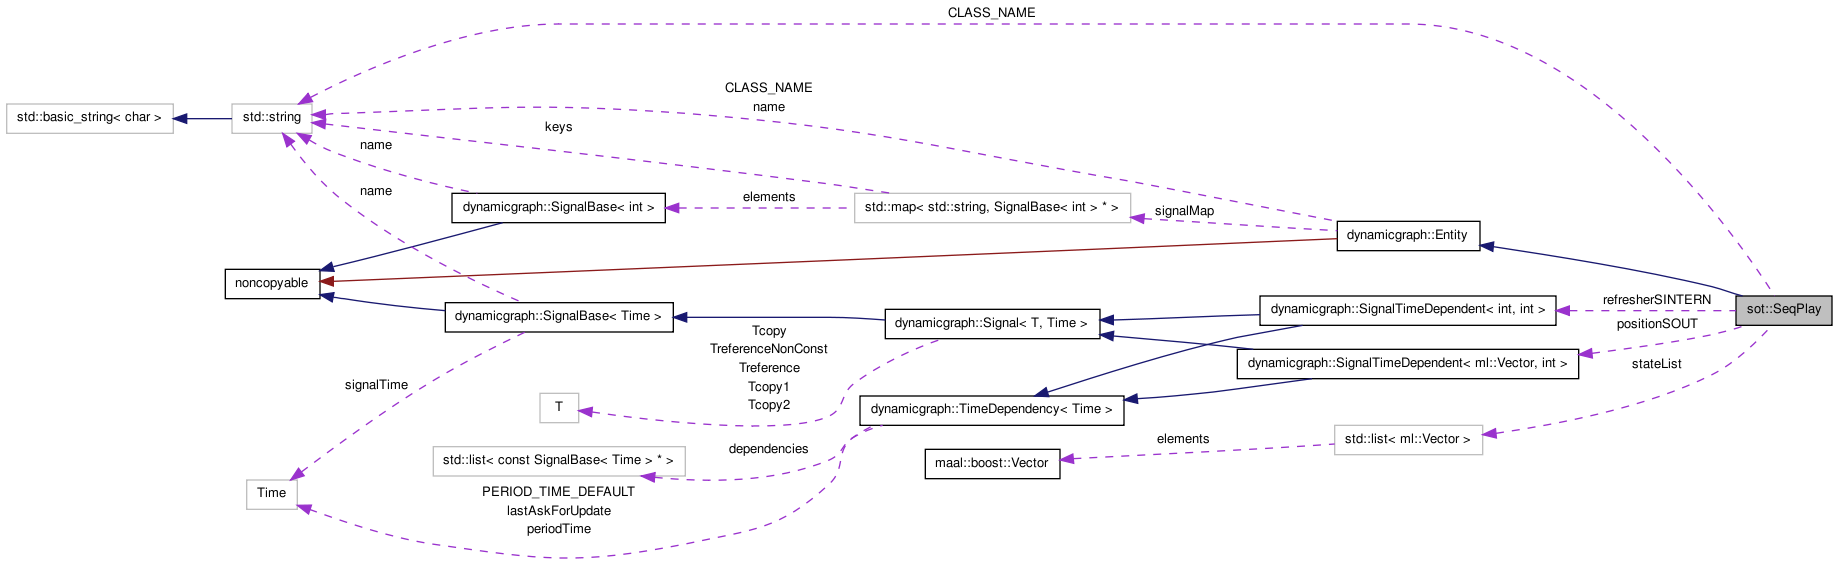 CLASS_NAME
CLASS_NAME
name
std::basic_string< char >
std::string
keys
name
name
dynamicgraph::SignalBase< int >
elements
std::map< std::string, SignalBase< int > * >
signalMap
dynamicgraph::Entity
noncopyable
dynamicgraph::SignalBase< Time >
dynamicgraph::Signal< T, Time >
dynamicgraph::SignalTimeDependent< int, int >
refresherSINTERN
sot::SeqPlay
positionSOUT
Tcopy
TreferenceNonConst
Treference
Tcopy1
Tcopy2
dynamicgraph::SignalTimeDependent< ml::Vector, int >
stateList
signalTime
T
dynamicgraph::TimeDependency< Time >
std::list< ml::Vector >
elements
dependencies
std::list< const SignalBase< Time > * >
maal::boost::Vector
Time
PERIOD_TIME_DEFAULT
lastAskForUpdate
periodTime